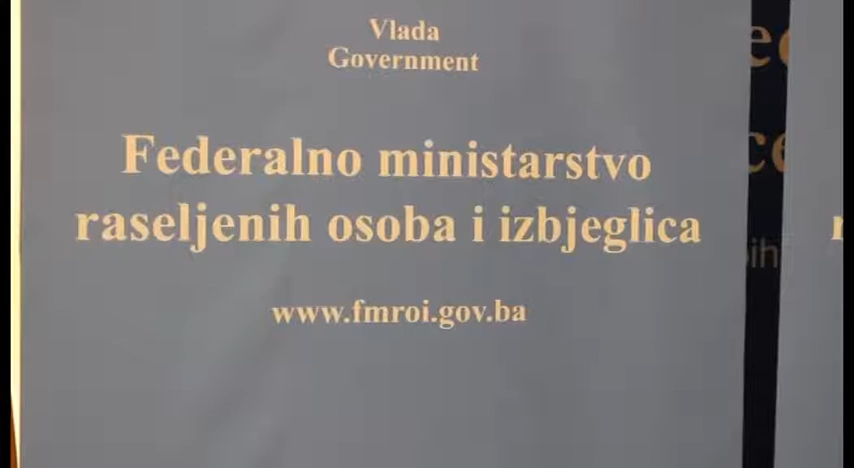 Vlada
Government
Federalno ministarstvo
raseljenih osoba i izbjeglica
www.fmroi.gov.ba